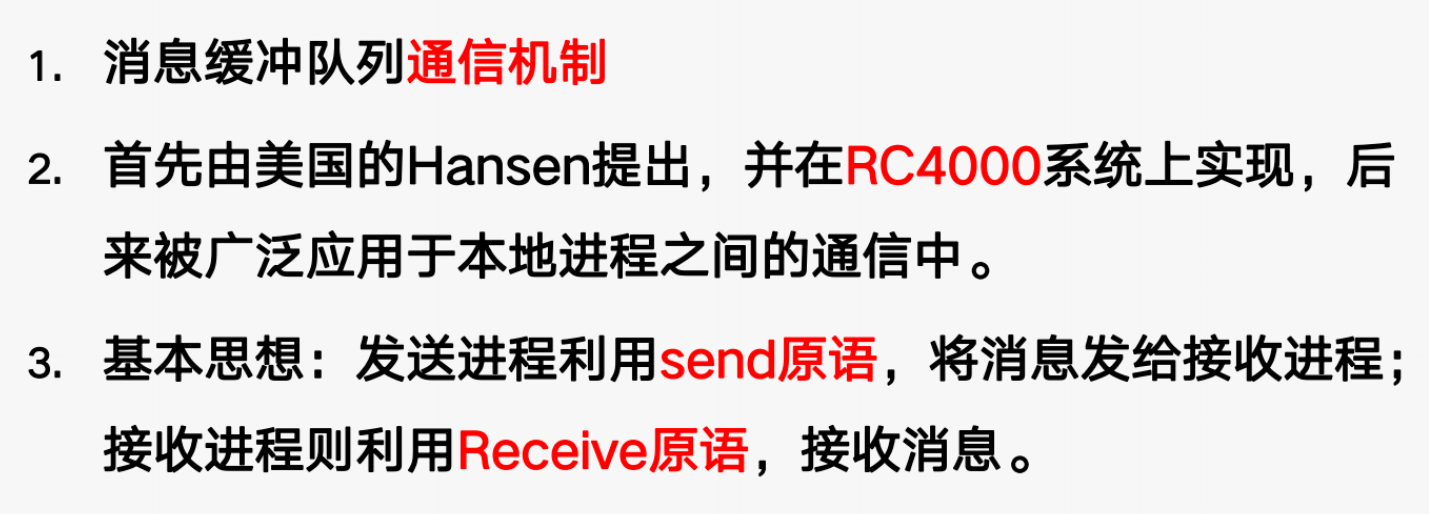 1. 消息缓冲队列通信机制
2. 首先由美国的Hansen提出，并在RC4000系统上实现，后
来被广泛应用于本地进程之间的通信中。
3. 基本思想：发送进程利用send原语，将消息发给接收进程；
接收进程则利用Receive原语，接收消息。